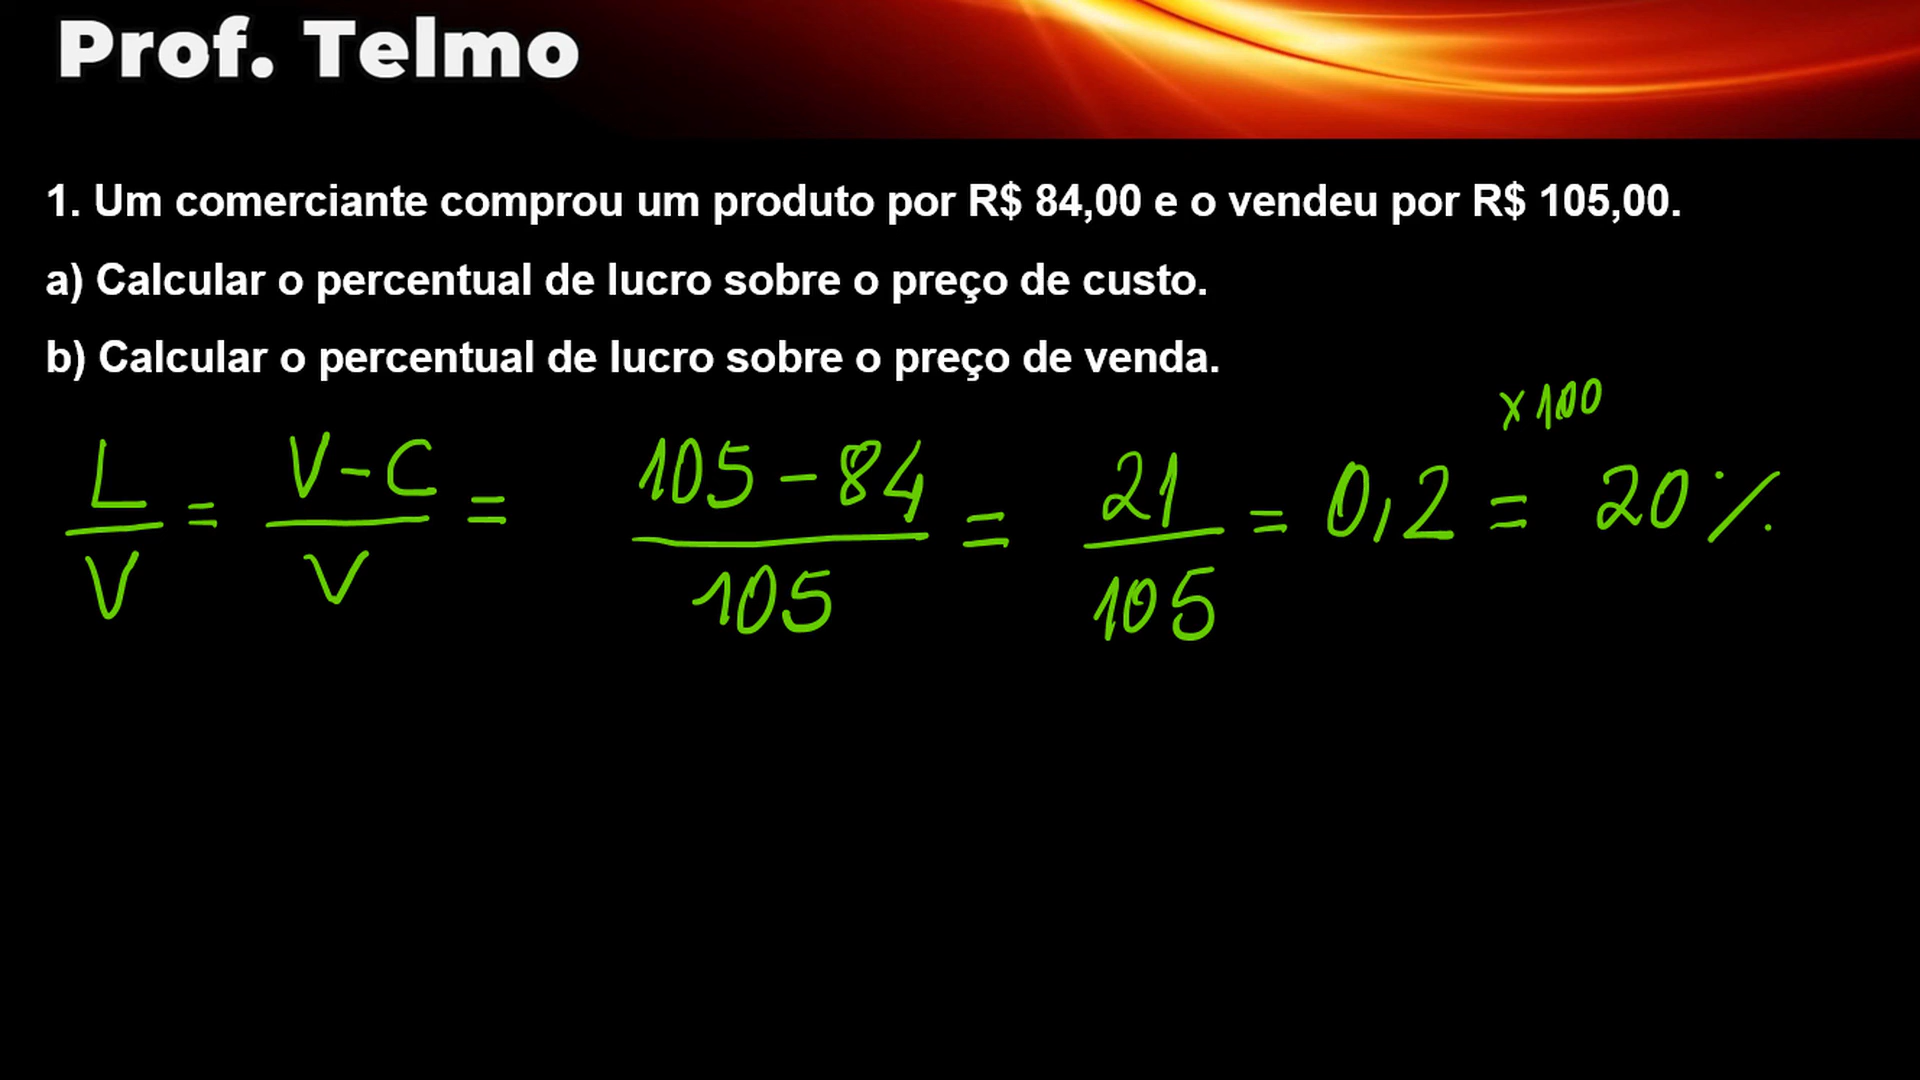 Prof. Telmo
1. Um comerciante comprou um produto por R$ 84,00 e o vendeu por R$ 105,00.
a) Calcular o percentual de lucro sobre o preço de custo.
b) Calcular o percentual de lucro sobre o preço de venda.
x 100
L/V = V-C/V = 105-84/105 = 21/105 = 0,2 = 20%